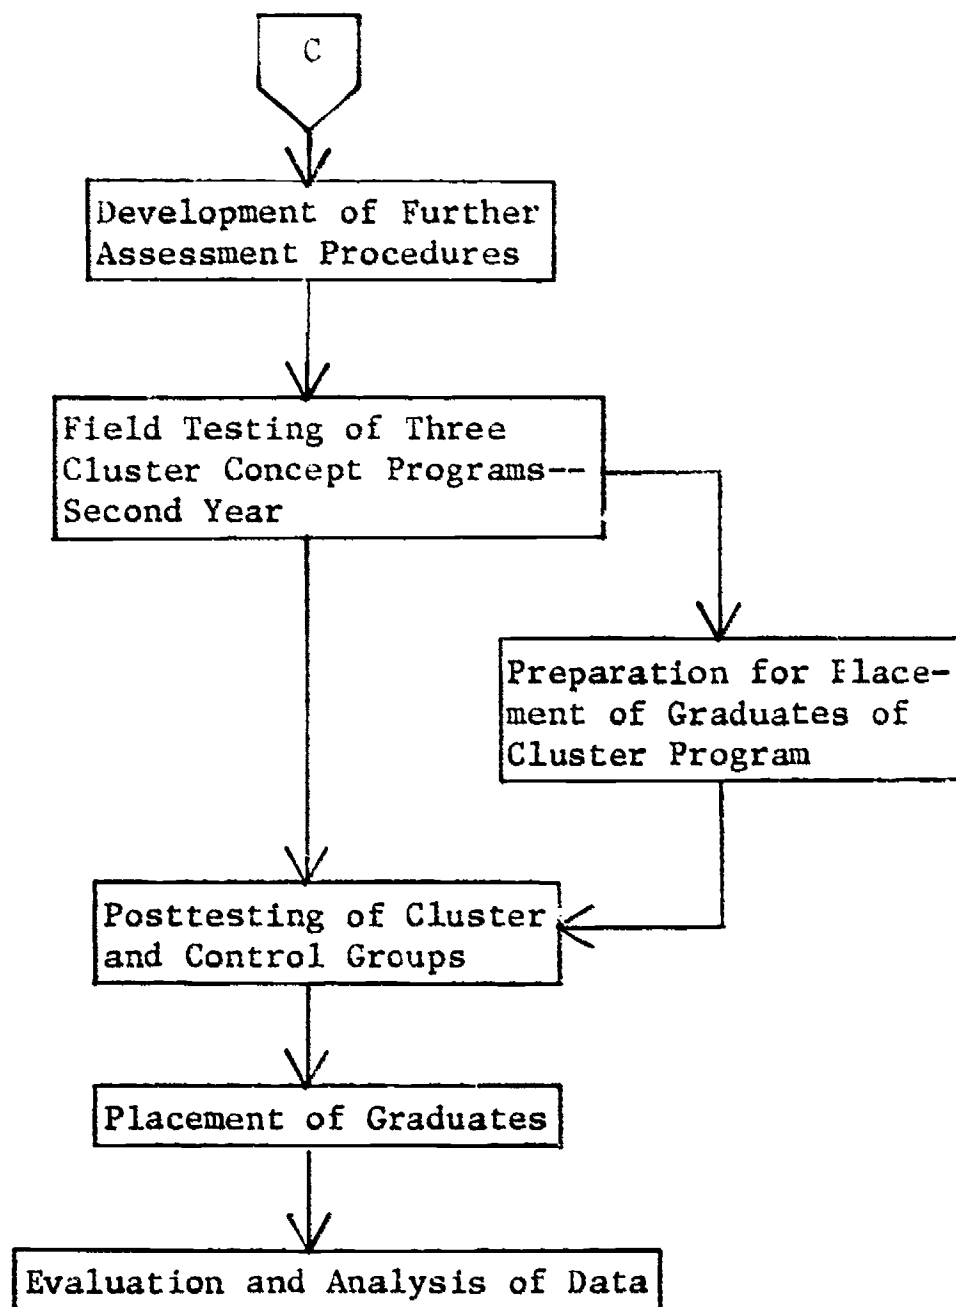 C
Development of Further
Assessment Procedures
Field Testing of Three
Cluster Concept Programs--
Second Year
Preparation for Place-
ment of Graduates of
Cluster Program
Posttesting of Cluster
and Control Groups
Placement of Graduates
Evaluation and Analysis of Data